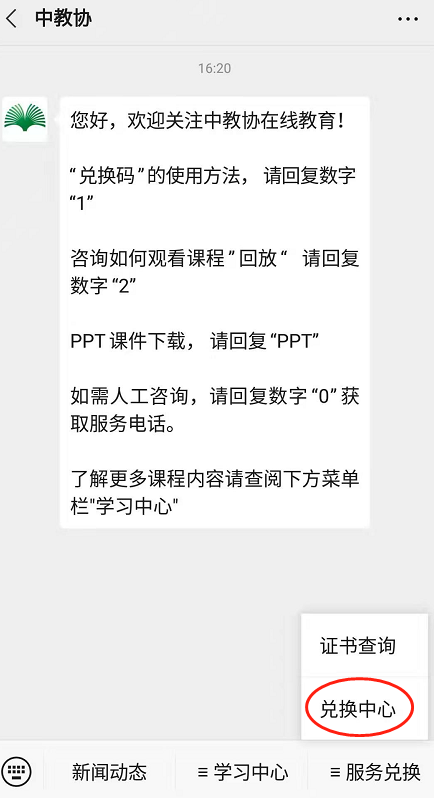 中教协
16:20
您好，欢迎关注中教协在线教育！
“兑换码”的使用方法，请回复数字
“1”
咨询如何观看课程”回放“ 请回复
数字“2”
PPT课件下载，请回复“PPT”
如需人工咨询，请回复数字“0”获
取服务电话。
了解更多课程内容请查阅下方菜单
栏"学习中心"
证书查询
兑换中心
新闻动态 ≡ 学习中心 ≡ 服务兑换